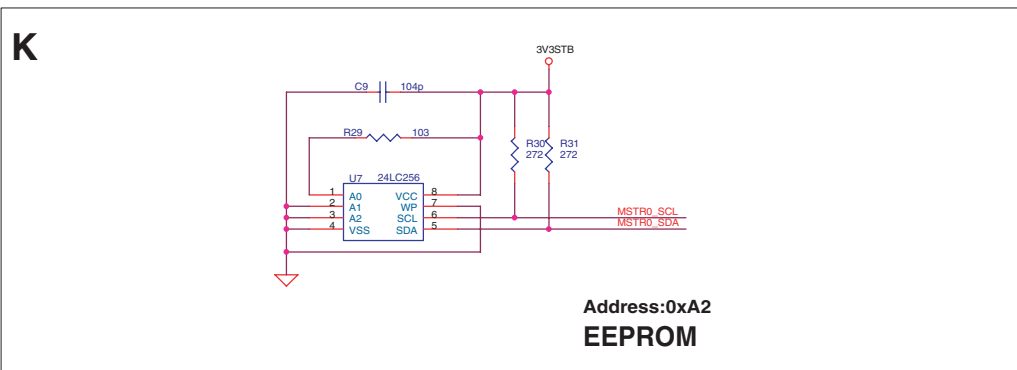 K
3V3STB
C9 104p
R29 103
R30 R31
272 272
U7 24LC256
1 A0 VCC 8
2 A1 WP 7
3 A2 SCL 6 MSTR0_SCL
4 VSS SDA 5 MSTR0_SDA
Address:0xA2
EEPROM